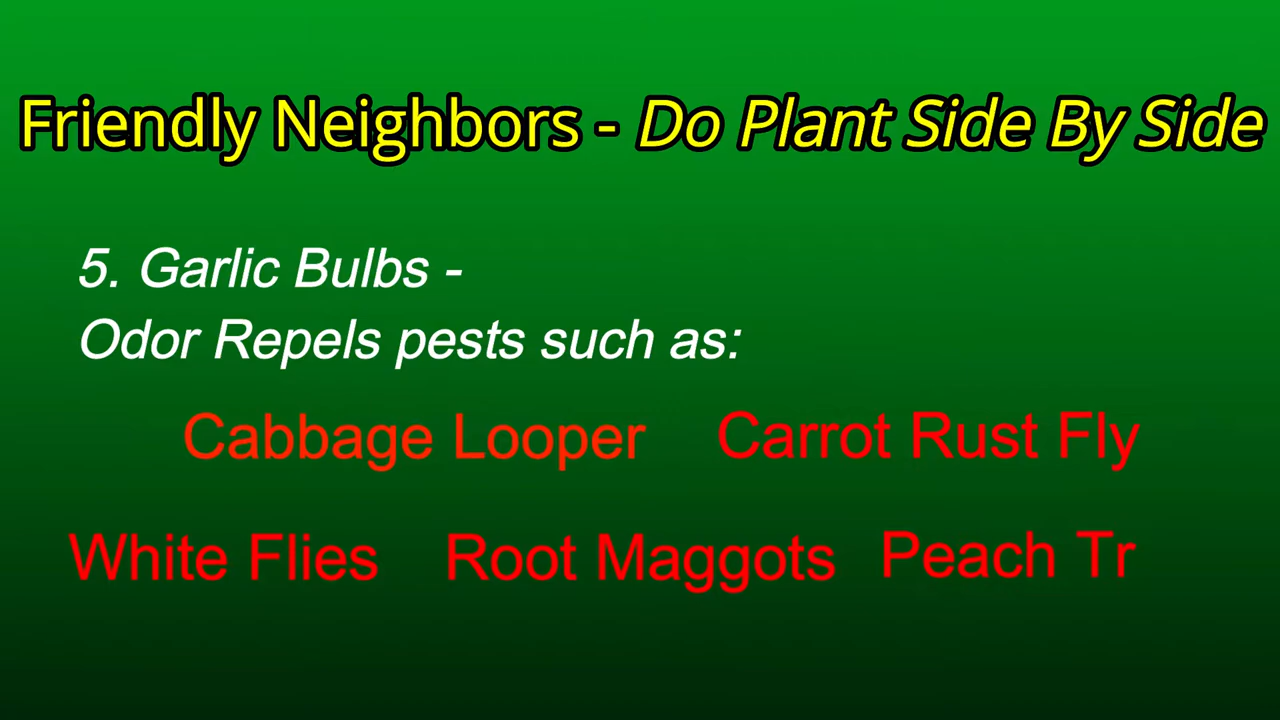 Friendly Neighbors - Do Plant Side By Side
5. Garlic Bulbs -
Odor Repels pests such as:
Cabbage Looper Carrot Rust Fly
White Flies Root Maggots Peach Tr